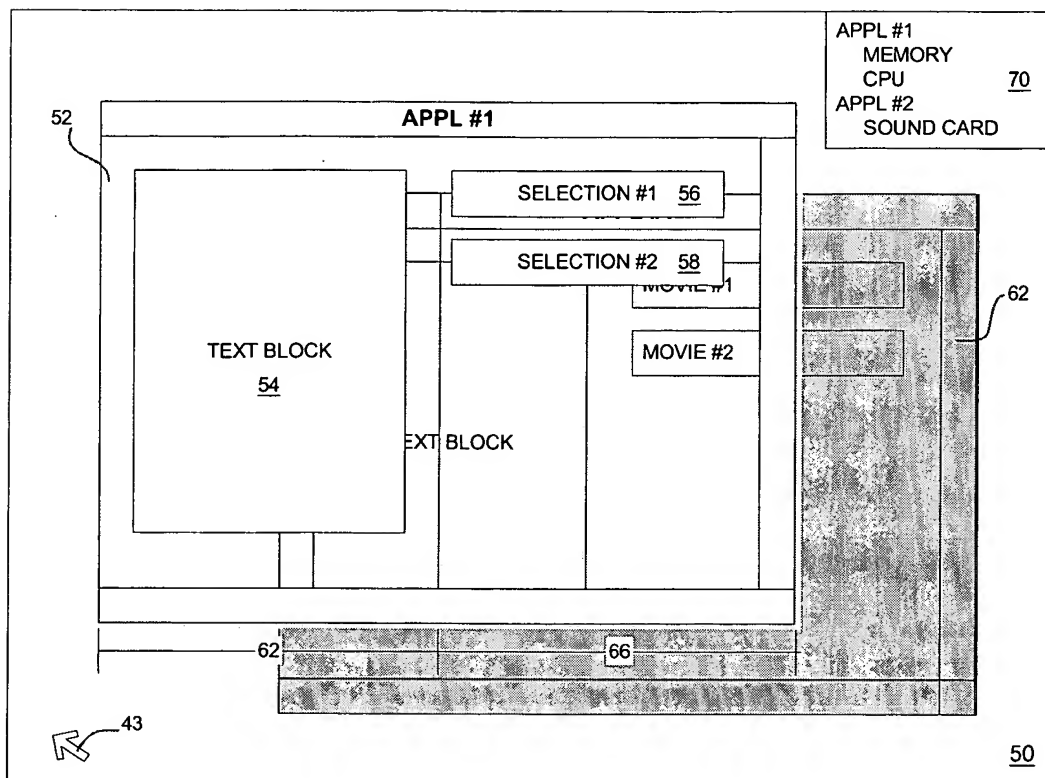 APPL #1
MEMORY
CPU 70
APPL #2
SOUND CARD
52
APPL #1
SELECTION #1 56
SELECTION #2 58
MOVIE #1
62
MOVIE #2
TEXT BLOCK
54
EXT BLOCK
62
66
43
50